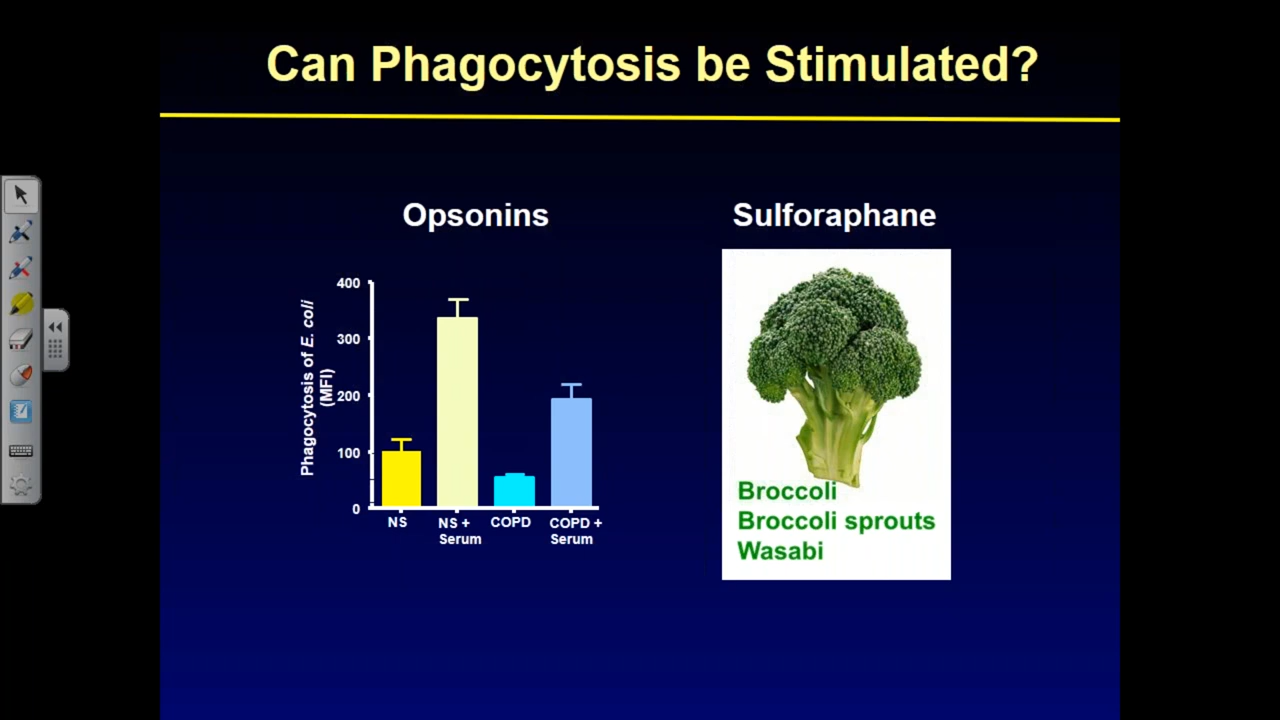 Can Phagocytosis be Stimulated?
Opsonins
Sulforaphane
Phagocytosis of E. coli
(MFI)
400
300
200
100
0
NS
NS +
Serum
COPD
COPD +
Serum
Broccoli
Broccoli sprouts
Wasabi